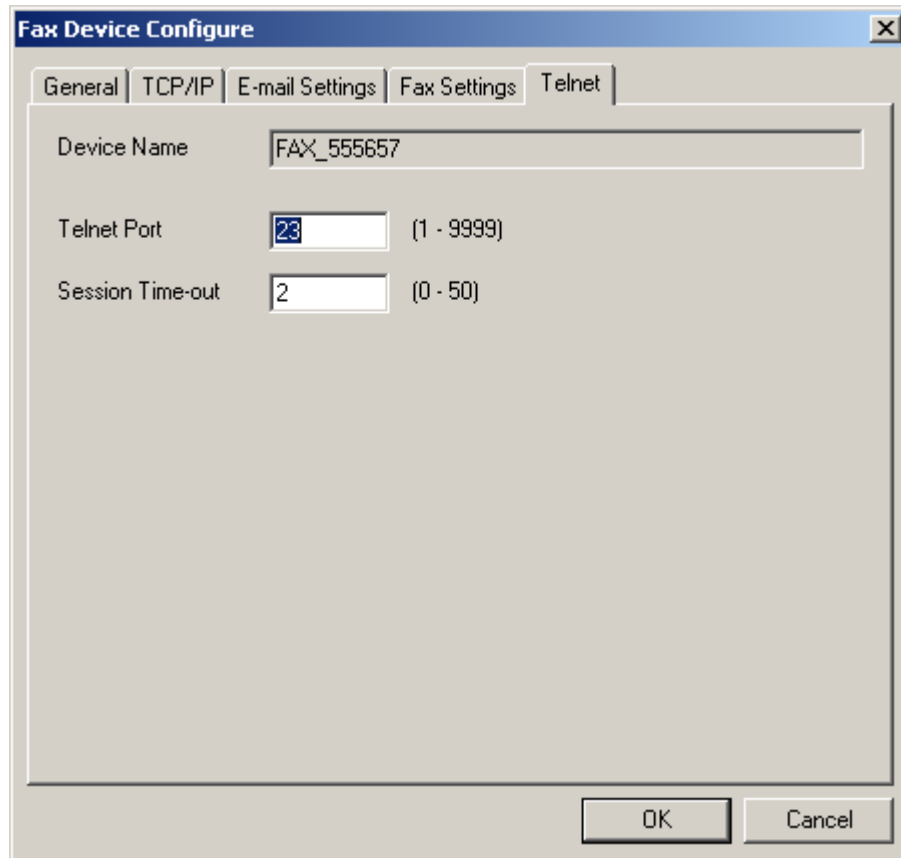 Fax Device Configure
General TCP/IP E-mail Settings Fax Settings Telnet
Device Name FAX_555657
Telnet Port 23 (1 - 9999)
Session Time-out 2 (0 - 50)
OK Cancel